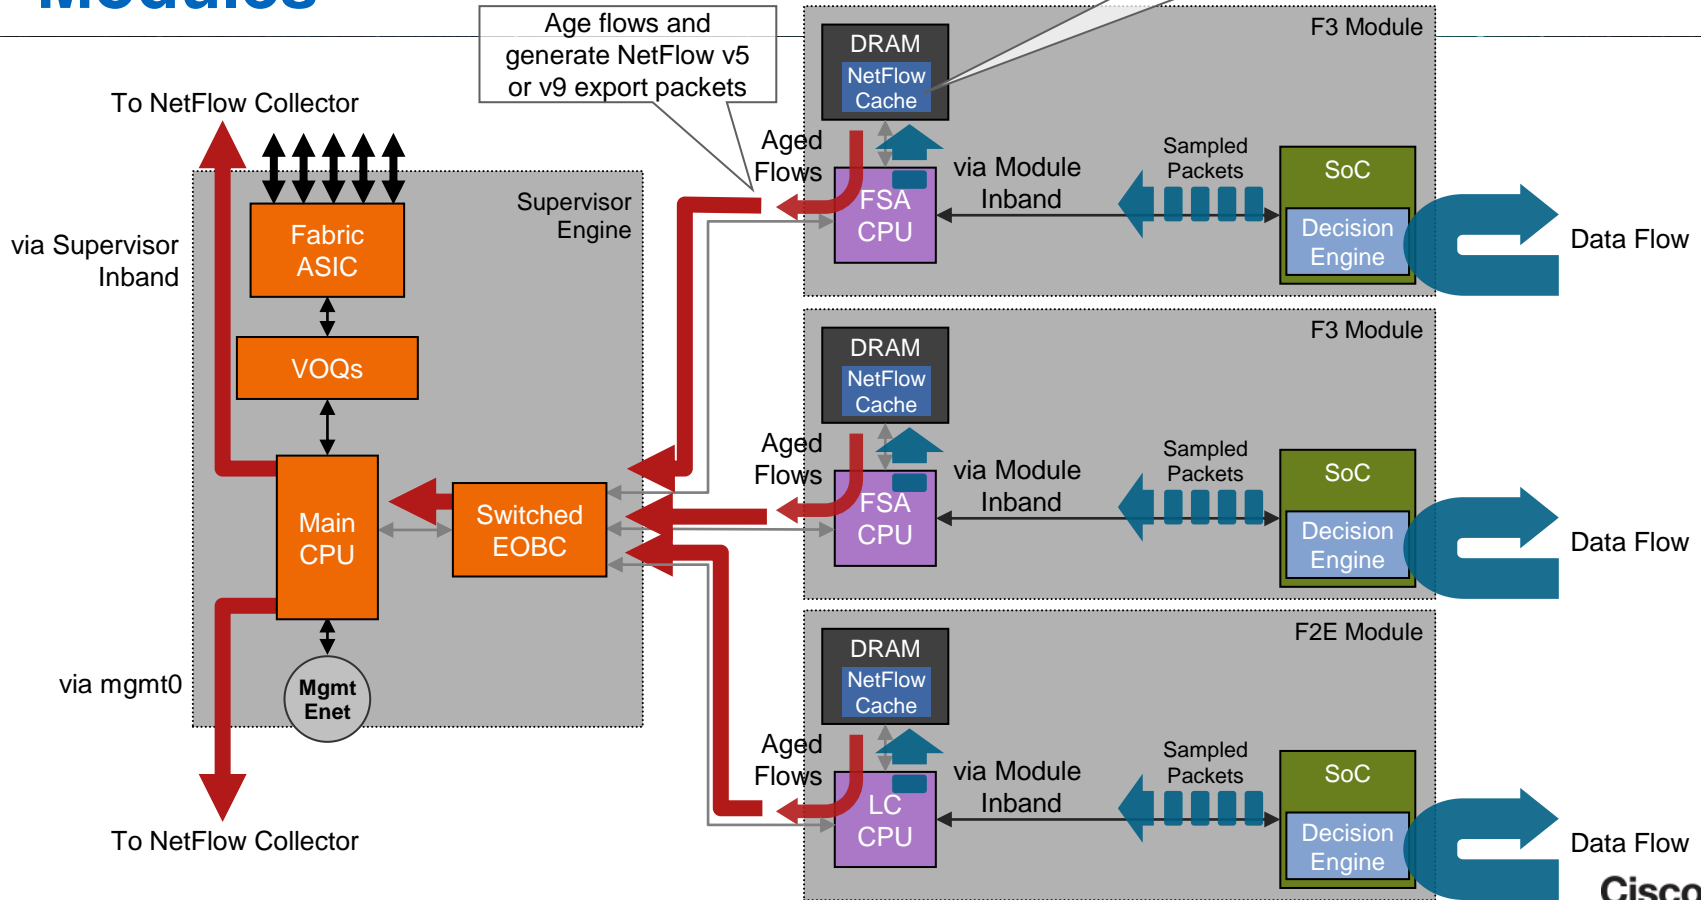 Modules
Age flows and
generate NetFlow v5
or v9 export packets
To NetFlow Collector
via Supervisor
Inband
Supervisor
Engine
Fabric
ASIC
VOQs
Main
CPU
Switched
EOBC
Mgmt
Enet
via mgmt0
To NetFlow Collector
F3 Module
DRAM
NetFlow
Cache
Aged
Flows
FSA
CPU
via Module
Inband
Sampled
Packets
SoC
Decision
Engine
Data Flow
F3 Module
DRAM
NetFlow
Cache
Aged
Flows
FSA
CPU
via Module
Inband
Sampled
Packets
SoC
Decision
Engine
Data Flow
F2E Module
DRAM
NetFlow
Cache
Aged
Flows
LC
CPU
via Module
Inband
Sampled
Packets
SoC
Decision
Engine
Data Flow
Cisco